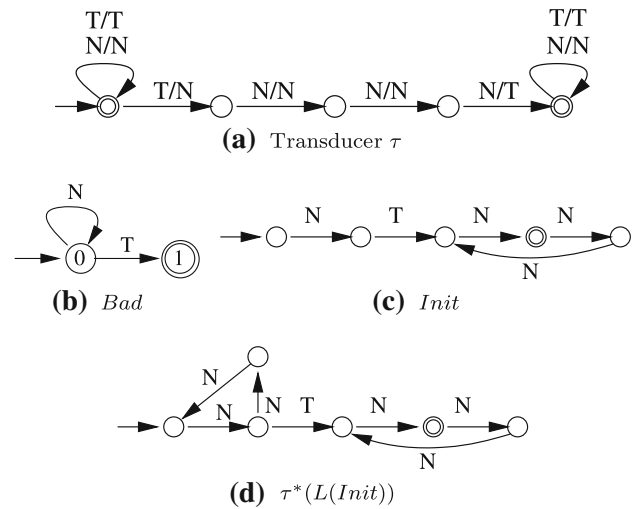 T/T
N/N
T/T
N/N
T/N N/N N/N N/T
(a) Transducer τ
N
T
0 1
(b) Bad
N T N N
N
(c) Init
N
N N T N N
N
(d) τ*(L(Init))